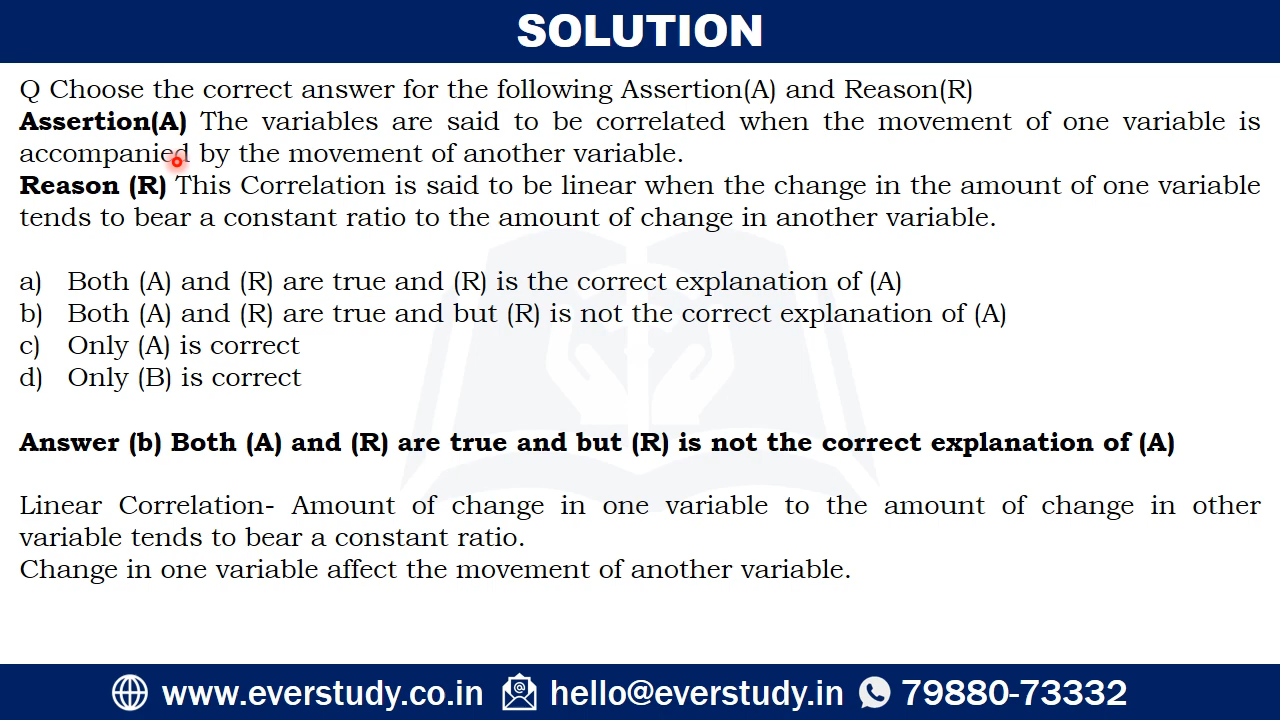 SOLUTION
Q Choose the correct answer for the following Assertion(A) and Reason(R)
Assertion(A) The variables are said to be correlated when the movement of one variable is
accompanied by the movement of another variable.
Reason (R) This Correlation is said to be linear when the change in the amount of one variable
tends to bear a constant ratio to the amount of change in another variable.
a) Both (A) and (R) are true and (R) is the correct explanation of (A)
b) Both (A) and (R) are true and but (R) is not the correct explanation of (A)
c) Only (A) is correct
d) Only (B) is correct
Answer (b) Both (A) and (R) are true and but (R) is not the correct explanation of (A)
Linear Correlation- Amount of change in one variable to the amount of change in other
variable tends to bear a constant ratio.
Change in one variable affect the movement of another variable.
www.everstudy.co.in hello@everstudy.in 79880-73332